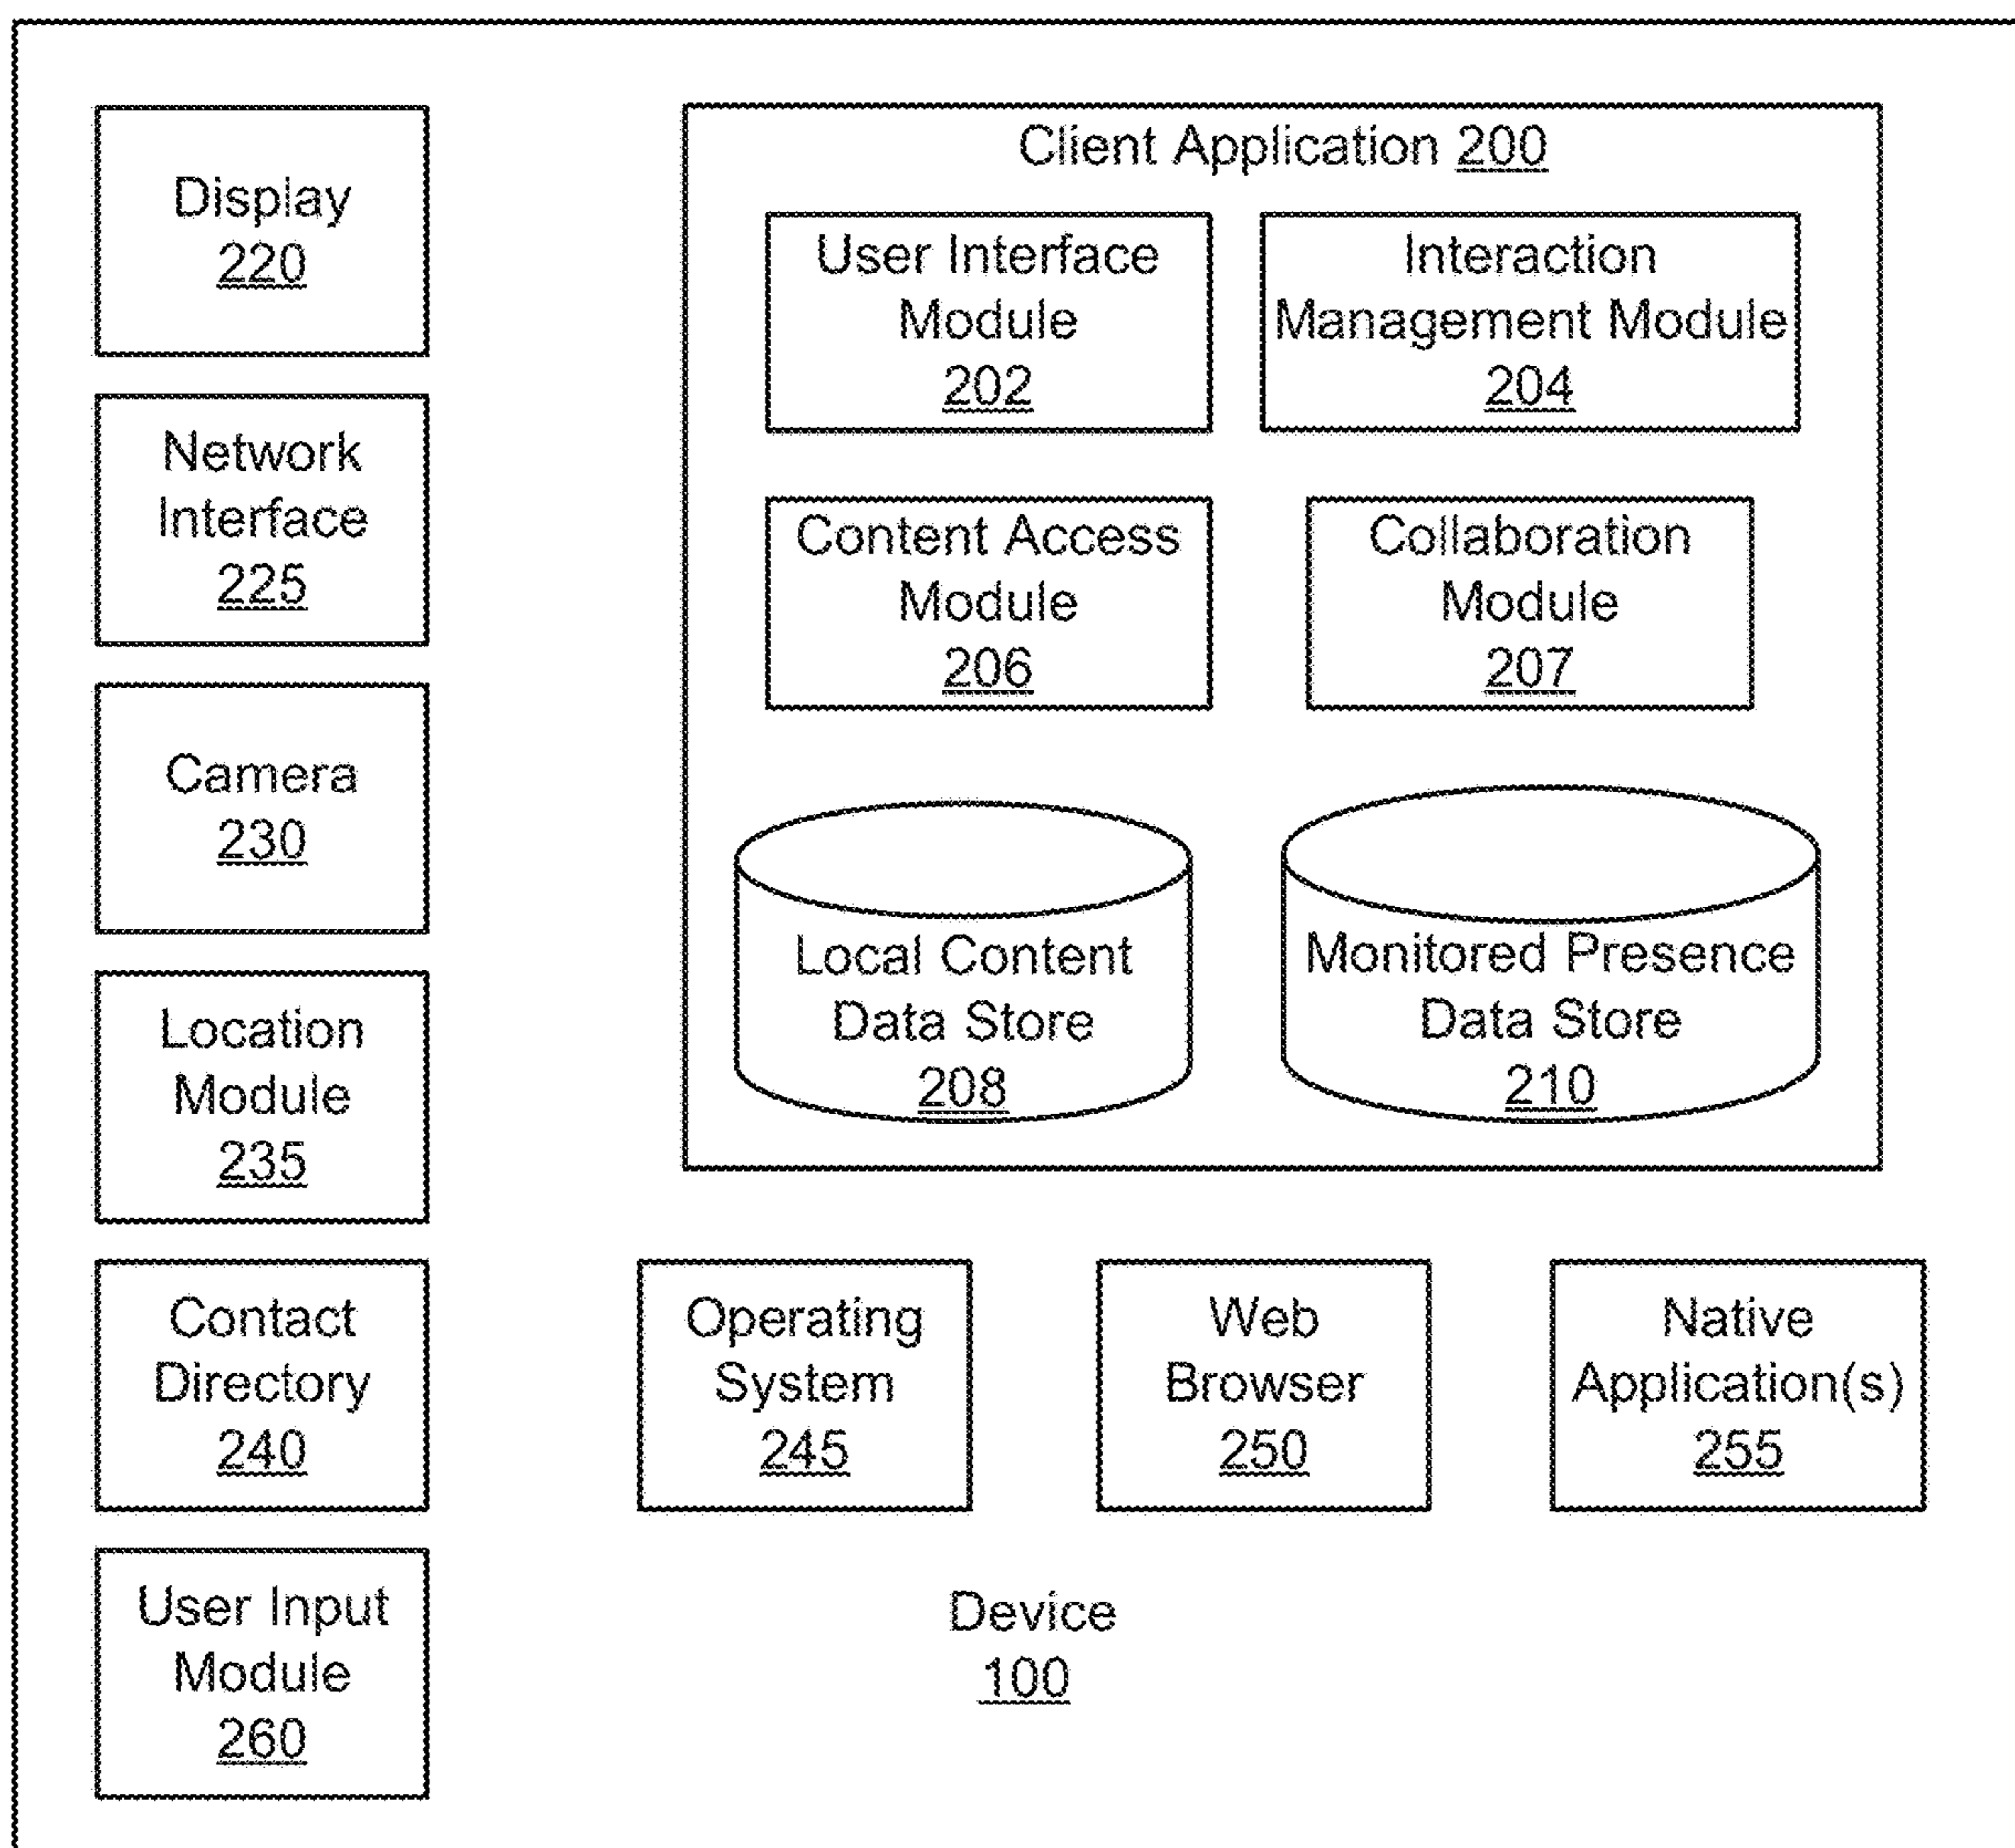 Display
220
Network
Interface
225
Camera
230
Location
Module
235
Contact
Directory
240
User Input
Module
260
Client Application 200
User Interface
Module
202
Interaction
Management Module
204
Content Access
Module
206
Collaboration
Module
207
Local Content
Data Store
208
Monitored Presence
Data Store
210
Operating
System
245
Web
Browser
250
Native
Application(s)
255
Device
100